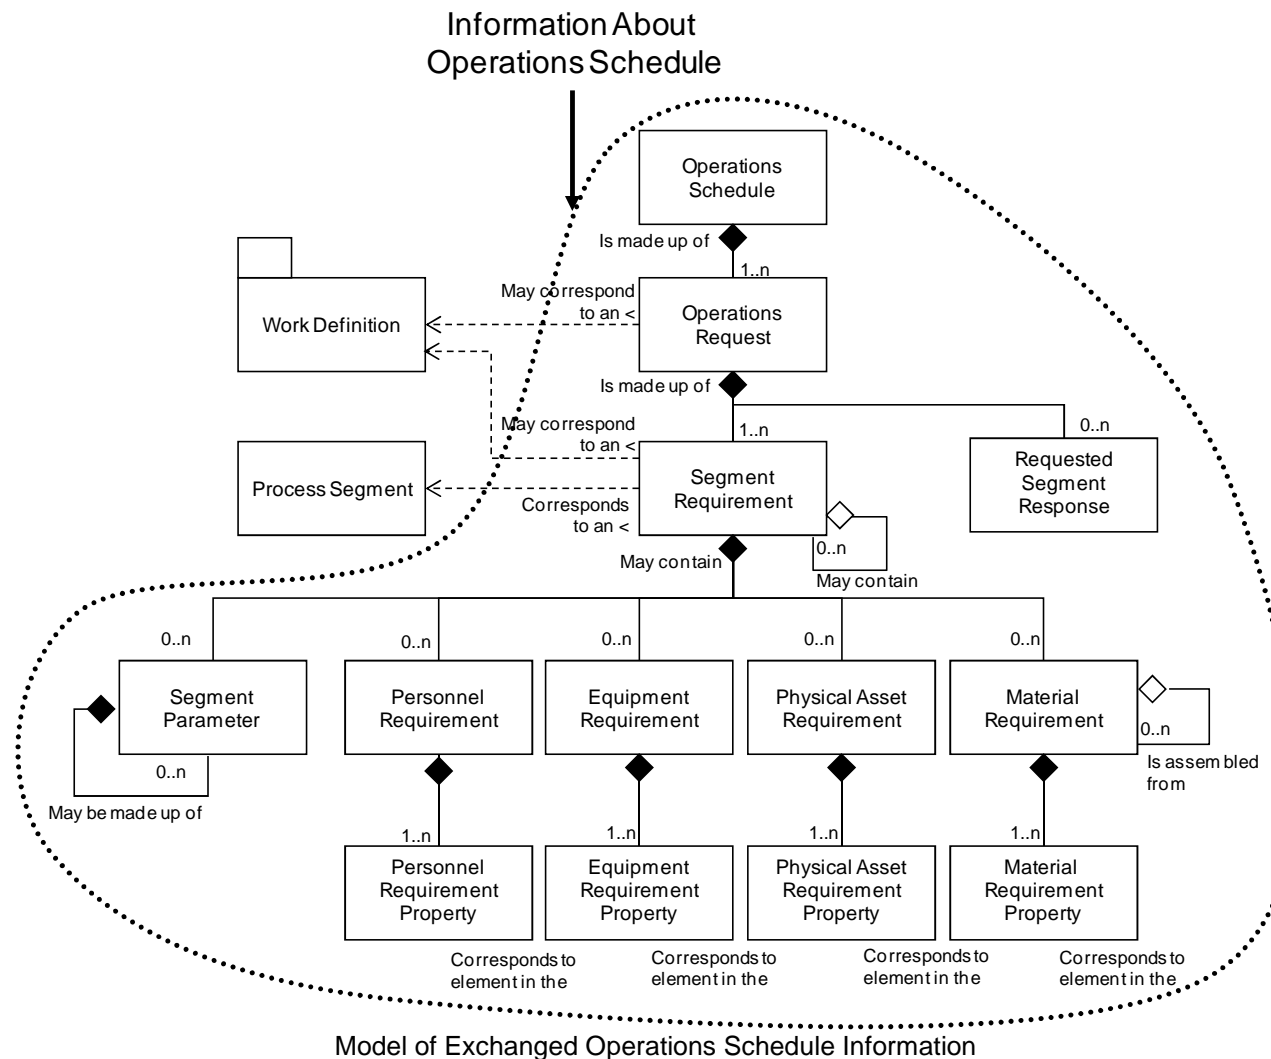 Information About
Operations Schedule
Operations
Schedule
Is made up of
1..n
May correspond
to an <
Work Definition
Operations
Request
Is made up of
1..n
0..n
May correspond
to an <
Process Segment
Segment
Requirement
Requested
Segment
Response
Corresponds
to an <
0..n
May contain
May contain
0..n
0..n
0..n
0..n
0..n
Segment
Parameter
Personnel
Requirement
Equipment
Requirement
Physical Asset
Requirement
Material
Requirement
0..n
Is assembled
from
0..n
May be made up of
1..n
1..n
1..n
1..n
Personnel
Requirement
Property
Equipment
Requirement
Property
Physical Asset
Requirement
Property
Material
Requirement
Property
Corresponds to
element in the
Corresponds to
element in the
Corresponds to
element in the
Corresponds to
element in the
Model of Exchanged Operations Schedule Information